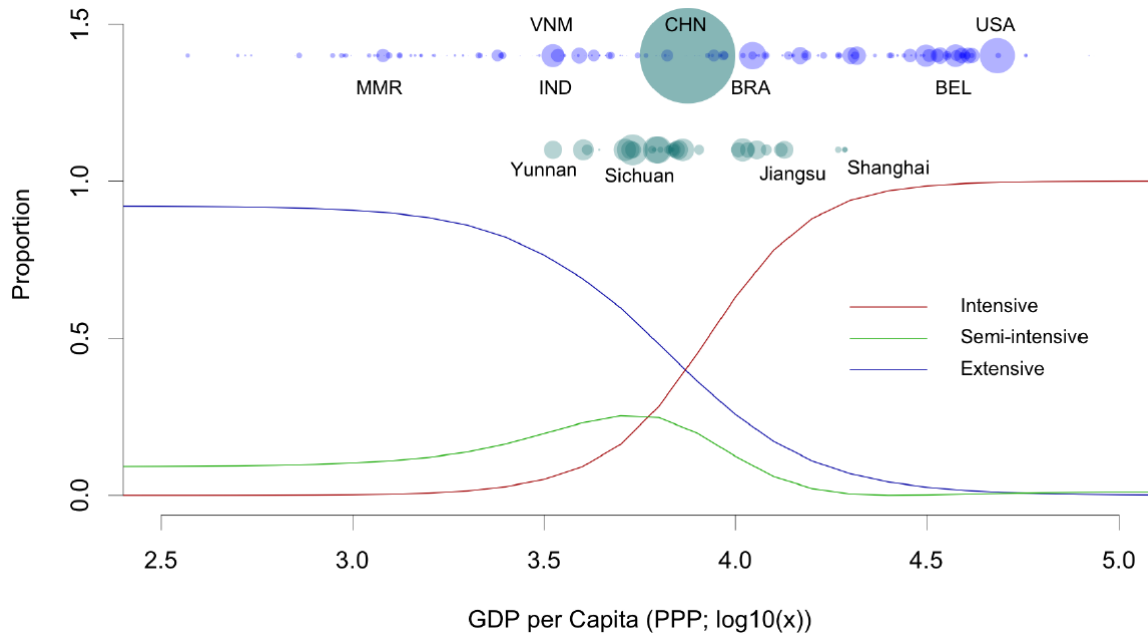 1.5
VNM
CHN
USA
MMR
IND
BRA
BEL
Yunnan
Sichuan
Jiangsu
Shanghai
1.0
Proportion
0.5
Intensive
Semi-intensive
Extensive
0.0
2.5 3.0 3.5 4.0 4.5 5.0
GDP per Capita (PPP; log10(x))